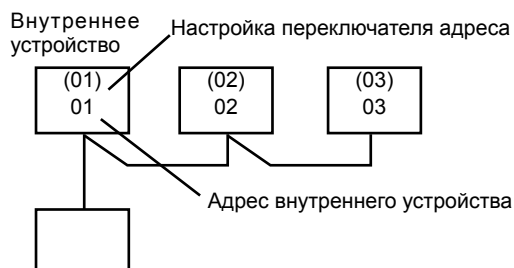 Внутреннее
устройство
Настройка переключателя адреса
(01)
01
(02)
02
(03)
03
Адрес внутреннего устройства